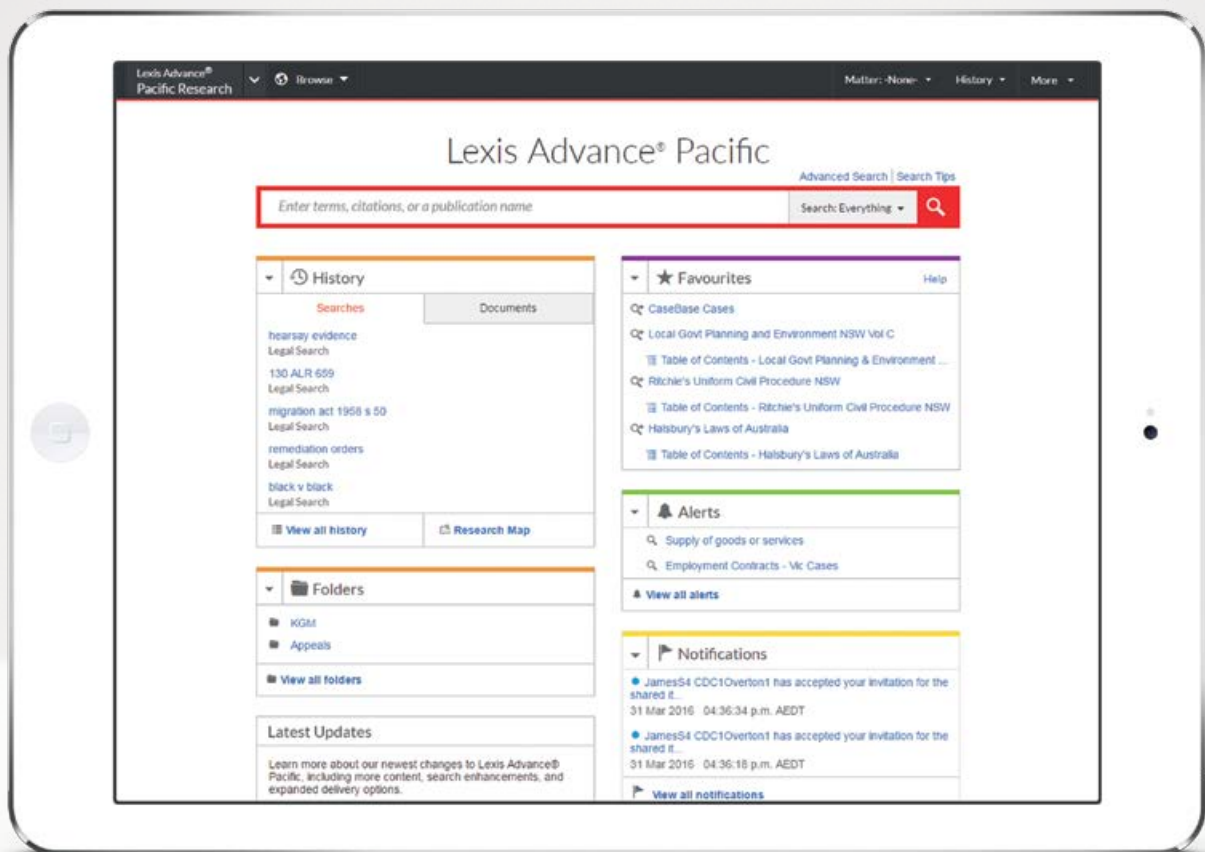 Lexis Advance®
Pacific Research
Browse
Matter: -None-
History
More
Lexis Advance® Pacific
Advanced Search | Search Tips
Enter terms, citations, or a publication name
Search: Everything
History
Searches
Documents
hearsay evidence
Legal Search
130 ALR 659
Legal Search
migration act 1958 s 50
Legal Search
remediation orders
Legal Search
black v black
Legal Search
View all history
Research Map
Folders
KGM
Appeals
View all folders
Latest Updates
Learn more about our newest changes to Lexis Advance®
Pacific, including more content, search enhancements, and
expanded delivery options.
Favourites
Help
CaseBase Cases
Local Govt Planning and Environment NSW Vol C
Table of Contents - Local Govt Planning & Environment ...
Ritchie's Uniform Civil Procedure NSW
Table of Contents - Ritchie's Uniform Civil Procedure NSW
Halsbury's Laws of Australia
Table of Contents - Halsbury's Laws of Australia
Alerts
Supply of goods or services
Employment Contracts - Vic Cases
View all alerts
Notifications
JamesS4 CDC1Overton1 has accepted your invitation for the
shared it...
31 Mar 2016 04:36:34 p.m. AEDT
JamesS4 CDC1Overton1 has accepted your invitation for the
shared it...
31 Mar 2016 04:36:18 p.m. AEDT
View all notifications